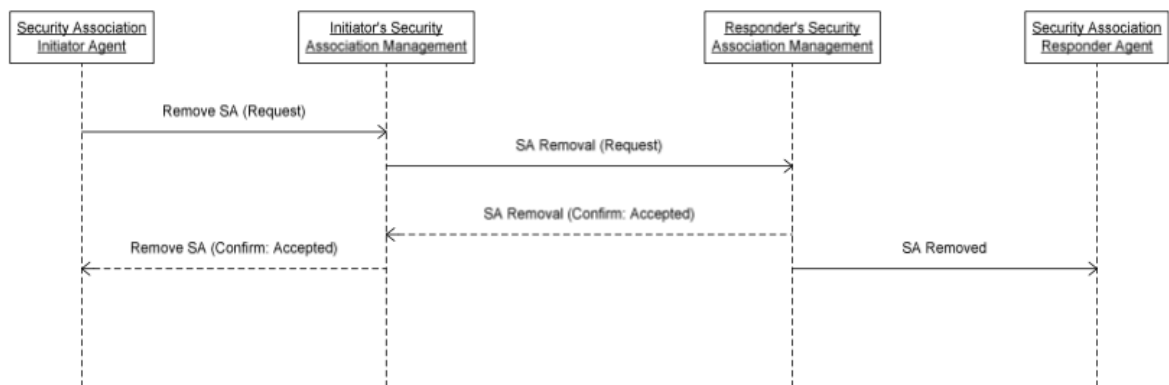 Security Association
Initiator Agent
Initiator's Security
Association Management
Responder's Security
Association Management
Security Association
Responder Agent
Remove SA (Request)
SA Removal (Request)
SA Removal (Confirm: Accepted)
Remove SA (Confirm: Accepted)
SA Removed